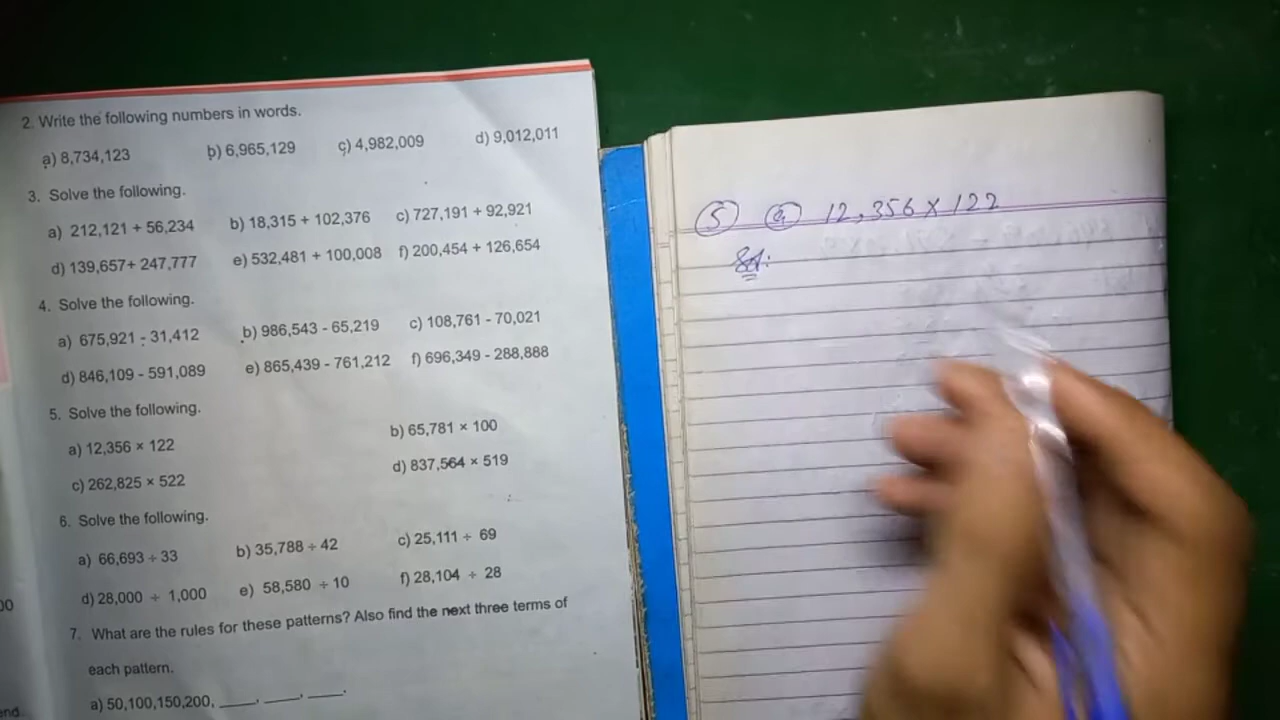 2. Write the following numbers in words.
a) 8,734,123 b) 6,965,129 c) 4,982,009 d) 9,012,011
3. Solve the following.
a) 212,121 + 56,234 b) 18,315 + 102,376 c) 727,191 + 92,921
d) 139,657+ 247,777 e) 532,481 + 100,008 f) 200,454 + 126,654
4. Solve the following.
a) 675,921 - 31,412 b) 986,543 - 65,219 c) 108,761 - 70,021
d) 846,109 - 591,089 e) 865,439 - 761,212 f) 696,349 - 288,888
5. Solve the following.
a) 12,356 × 122 b) 65,781 × 100
c) 262,825 × 522 d) 837,564 × 519
6. Solve the following.
a) 66,693 ÷ 33 b) 35,788 ÷ 42 c) 25,111 ÷ 69
d) 28,000 ÷ 1,000 e) 58,580 ÷ 10 f) 28,104 ÷ 28
7. What are the rules for these patterns? Also find the next three terms of
each pattern.
a) 50,100,150,200, ____, ____, ____.
00
end
5 a 12,356 × 122
Sol: